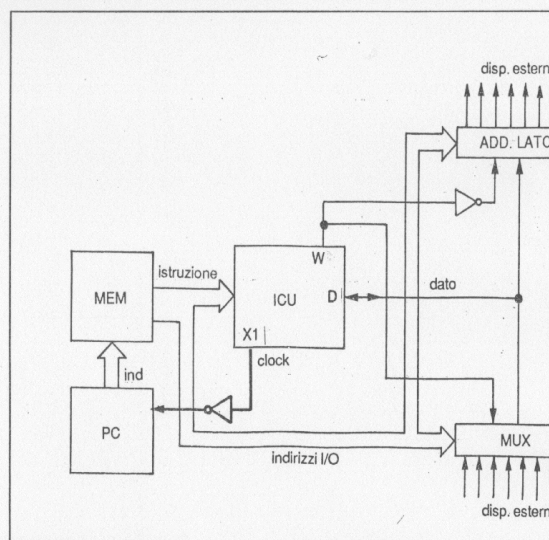 disp. estern
ADD. LATC
W
istruzione
MEM
ICU
D
dato
X1
clock
ind
PC
MUX
indirizzi I/O
disp. estern